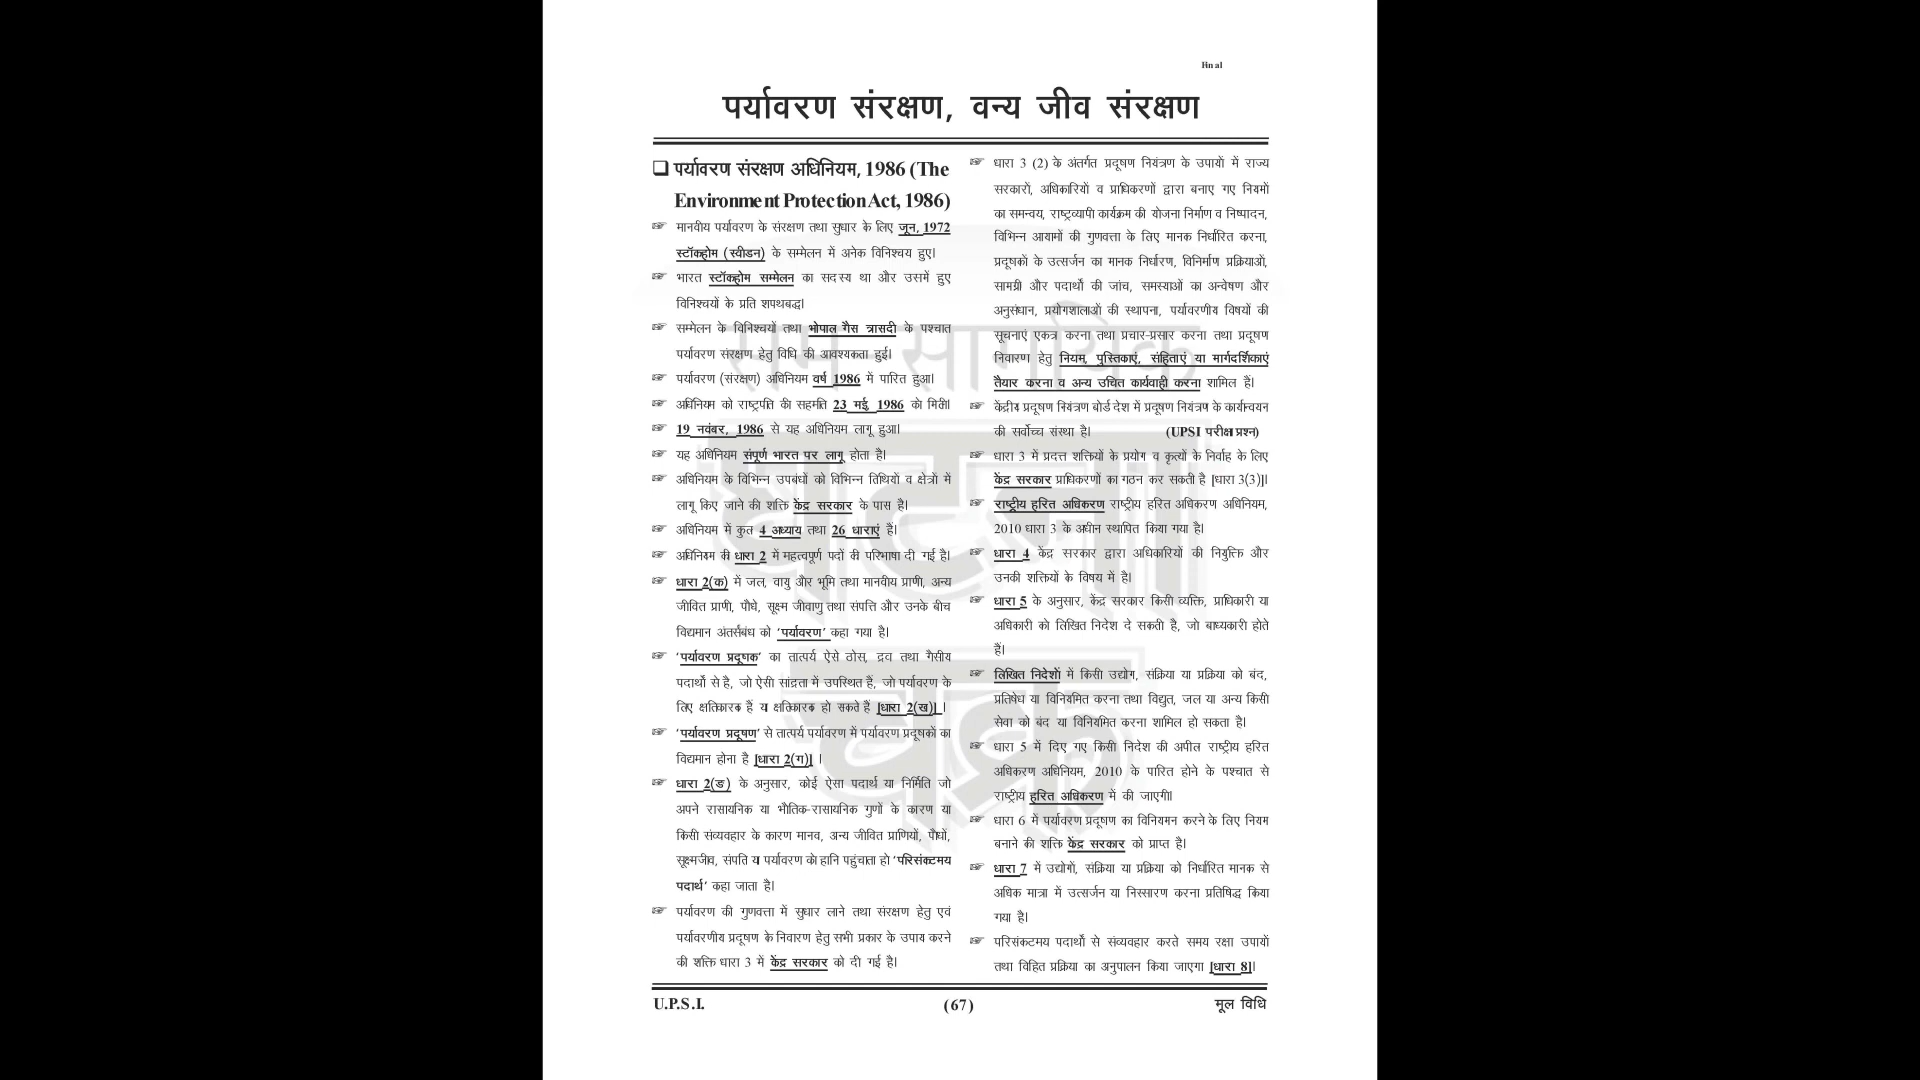 Final
पर्यावरण संरक्षण, वन्य जीव संरक्षण
❑ पर्यावरण संरक्षण अधिनियम, 1986 (The
Environment Protection Act, 1986)
☞ मानवीय पर्यावरण के संरक्षण तथा सुधार के लिए जून, 1972
स्टॉकहोम (स्वीडन) के सम्मेलन में अनेक विनिश्चय हुए।
☞ भारत स्टॉकहोम सम्मेलन का सदस्य था और उसमें हुए
विनिश्चयों के प्रति शपथबद्ध।
☞ सम्मेलन के विनिश्चयों तथा भोपाल गैस त्रासदी के पश्चात
पर्यावरण संरक्षण हेतु विधि की आवश्यकता हुई।
☞ पर्यावरण (संरक्षण) अधिनियम वर्ष 1986 में पारित हुआ।
☞ अधिनियम को राष्ट्रपति की सहमति 23 मई, 1986 को मिली।
☞ 19 नवंबर, 1986 से यह अधिनियम लागू हुआ।
☞ यह अधिनियम संपूर्ण भारत पर लागू होता है।
☞ अधिनियम के विभिन्न उपबंधों को विभिन्न तिथियों व क्षेत्रों में
लागू किए जाने की शक्ति केंद्र सरकार के पास है।
☞ अधिनियम में कुल 4 अध्याय तथा 26 धाराएं हैं।
☞ अधिनियम की धारा 2 में महत्वपूर्ण पदों की परिभाषा दी गई है।
☞ धारा 2(क) में जल, वायु और भूमि तथा मानवीय प्राणी, अन्य
जीवित प्राणी, पौधे, सूक्ष्म जीवाणु तथा संपत्ति और उनके बीच
विद्यमान अंतर्संबंध को ‘पर्यावरण’ कहा गया है।
☞ ‘पर्यावरण प्रदूषक’ का तात्पर्य ऐसे ठोस, द्रव तथा गैसीय
पदार्थों से है, जो ऐसी सांद्रता में उपस्थित हैं, जो पर्यावरण के
लिए क्षतिकारक हैं या क्षतिकारक हो सकते हैं [धारा 2(ख)] ।
☞ ‘पर्यावरण प्रदूषण’ से तात्पर्य पर्यावरण में पर्यावरण प्रदूषकों का
विद्यमान होना है [धारा 2(ग)] ।
☞ धारा 2(ङ) के अनुसार, कोई ऐसा पदार्थ या निर्मिति जो
अपने रासायनिक या भौतिक-रासायनिक गुणों के कारण या
किसी संव्यवहार के कारण मानव, अन्य जीवित प्राणियों, पौधों,
सूक्ष्मजीव, संपति या पर्यावरण को हानि पहुंचाता हो ‘परिसंकटमय
पदार्थ’ कहा जाता है।
☞ पर्यावरण की गुणवत्ता में सुधार लाने तथा संरक्षण हेतु एवं
पर्यावरणीय प्रदूषण के निवारण हेतु सभी प्रकार के उपाय करने
की शक्ति धारा 3 में केंद्र सरकार को दी गई है।
☞ धारा 3 (2) के अंतर्गत प्रदूषण नियंत्रण के उपायों में राज्य
सरकारों, अधिकारियों व प्राधिकरणों द्वारा बनाए गए नियमों
का समन्वय, राष्ट्रव्यापी कार्यक्रम की योजना निर्माण व निष्पादन,
विभिन्न आयामों की गुणवत्ता के लिए मानक निर्धारित करना,
प्रदूषकों के उत्सर्जन का मानक निर्धारण, विनिर्माण प्रक्रियाओं,
सामग्री और पदार्थों की जांच, समस्याओं का अन्वेषण और
अनुसंधान, प्रयोगशालाओं की स्थापना, पर्यावरणीय विषयों की
सूचनाएं एकत्र करना तथा प्रचार-प्रसार करना तथा प्रदूषण
निवारण हेतु नियम, पुस्तिकाएं, संहिताएं या मार्गदर्शिकाएं
तैयार करना व अन्य उचित कार्यवाही करना शामिल हैं।
☞ केंद्रीय प्रदूषण नियंत्रण बोर्ड देश में प्रदूषण नियंत्रण के कार्यान्वयन
की सर्वोच्च संस्था है। (UPSI परीक्षा प्रश्न)
☞ धारा 3 में प्रदत्त शक्तियों के प्रयोग व कृत्यों के निर्वाह के लिए
केंद्र सरकार प्राधिकरणों का गठन कर सकती है [धारा 3(3)]।
☞ राष्ट्रीय हरित अधिकरण राष्ट्रीय हरित अधिकरण अधिनियम,
2010 धारा 3 के अधीन स्थापित किया गया है।
☞ धारा 4 केंद्र सरकार द्वारा अधिकारियों की नियुक्ति और
उनकी शक्तियों के विषय में है।
☞ धारा 5 के अनुसार, केंद्र सरकार किसी व्यक्ति, प्राधिकारी या
अधिकारी को लिखित निदेश दे सकती है, जो बाध्यकारी होते
हैं।
☞ लिखित निदेशों में किसी उद्योग, संक्रिया या प्रक्रिया को बंद,
प्रतिषेध या विनियमित करना तथा विद्युत, जल या अन्य किसी
सेवा को बंद या विनियमित करना शामिल हो सकता है।
☞ धारा 5 में दिए गए किसी निदेश की अपील राष्ट्रीय हरित
अधिकरण अधिनियम, 2010 के पारित होने के पश्चात से
राष्ट्रीय हरित अधिकरण में की जाएगी।
☞ धारा 6 में पर्यावरण प्रदूषण का विनियमन करने के लिए नियम
बनाने की शक्ति केंद्र सरकार को प्राप्त है।
☞ धारा 7 में उद्योगों, संक्रिया या प्रक्रिया को निर्धारित मानक से
अधिक मात्रा में उत्सर्जन या निस्सारण करना प्रतिषिद्ध किया
गया है।
☞ परिसंकटमय पदार्थों से संव्यवहार करते समय रक्षा उपायों
तथा विहित प्रक्रिया का अनुपालन किया जाएगा [धारा 8]।
सम सामयिक
घटना
चक्र
U.P.S.I. (67) मूल विधि